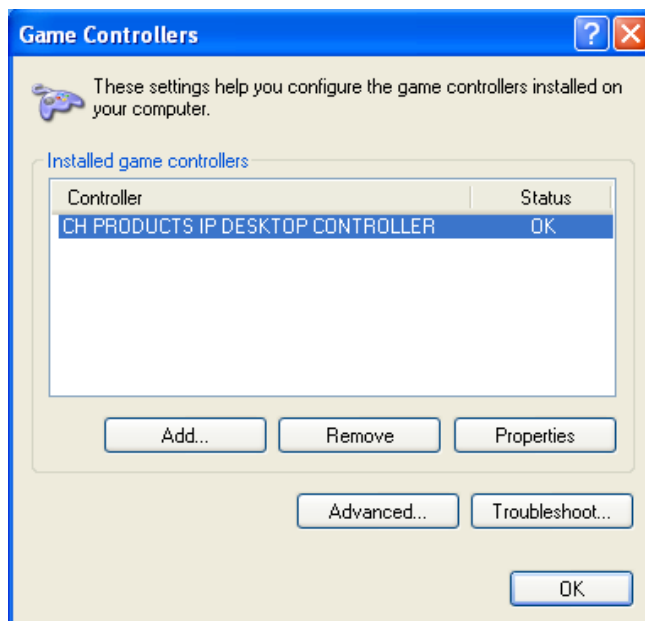 Game Controllers
These settings help you configure the game controllers installed on
your computer.
Installed game controllers
Controller Status
CH PRODUCTS IP DESKTOP CONTROLLER OK
Add... Remove Properties
Advanced... Troubleshoot...
OK